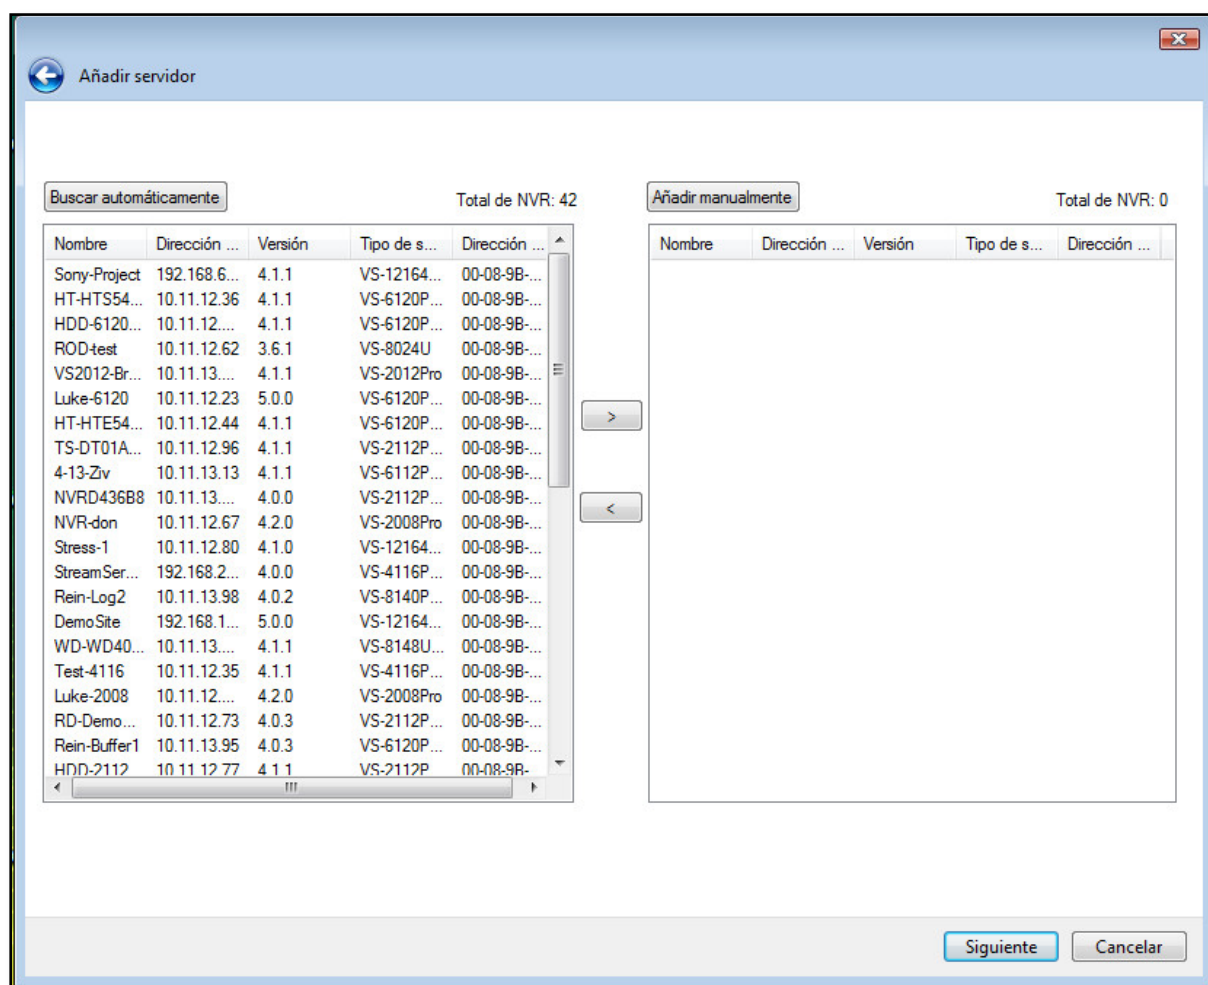 Añadir servidor
Buscar automáticamente Total de NVR: 42 Añadir manualmente Total de NVR: 0
Nombre Dirección ... Versión Tipo de s... Dirección ... Nombre Dirección ... Versión Tipo de s... Dirección ...
Sony-Project 192.168.6... 4.1.1 VS-12164... 00-08-9B-...
HT-HTS54... 10.11.12.36 4.1.1 VS-6120P... 00-08-9B-...
HDD-6120... 10.11.12.... 4.1.1 VS-6120P... 00-08-9B-...
ROD-test 10.11.12.62 3.6.1 VS-8024U 00-08-9B-...
VS2012-Br... 10.11.13.... 4.1.1 VS-2012Pro 00-08-9B-...
Luke-6120 10.11.12.23 5.0.0 VS-6120P... 00-08-9B-...
>
HT-HTE54... 10.11.12.44 4.1.1 VS-6120P... 00-08-9B-...
TS-DT01A... 10.11.12.96 4.1.1 VS-2112P... 00-08-9B-...
4-13-Ziv 10.11.13.13 4.1.1 VS-6112P... 00-08-9B-...
NVRD436B8 10.11.13.... 4.0.0 VS-2112P... 00-08-9B-...
<
NVR-don 10.11.12.67 4.2.0 VS-2008Pro 00-08-9B-...
Stress-1 10.11.12.80 4.1.0 VS-12164... 00-08-9B-...
StreamSer... 192.168.2... 4.0.0 VS-4116P... 00-08-9B-...
Rein-Log2 10.11.13.98 4.0.2 VS-8140P... 00-08-9B-...
DemoSite 192.168.1... 5.0.0 VS-12164... 00-08-9B-...
WD-WD40... 10.11.13.... 4.1.1 VS-8148U... 00-08-9B-...
Test-4116 10.11.12.35 4.1.1 VS-4116P... 00-08-9B-...
Luke-2008 10.11.12.... 4.2.0 VS-2008Pro 00-08-9B-...
RD-Demo... 10.11.12.73 4.0.3 VS-2112P... 00-08-9B-...
Rein-Buffer1 10.11.13.95 4.0.3 VS-6120P... 00-08-9B-...
HDD-2112 10.11.12.77 4.1.1 VS-2112P 00-08-9B-
Siguiente Cancelar